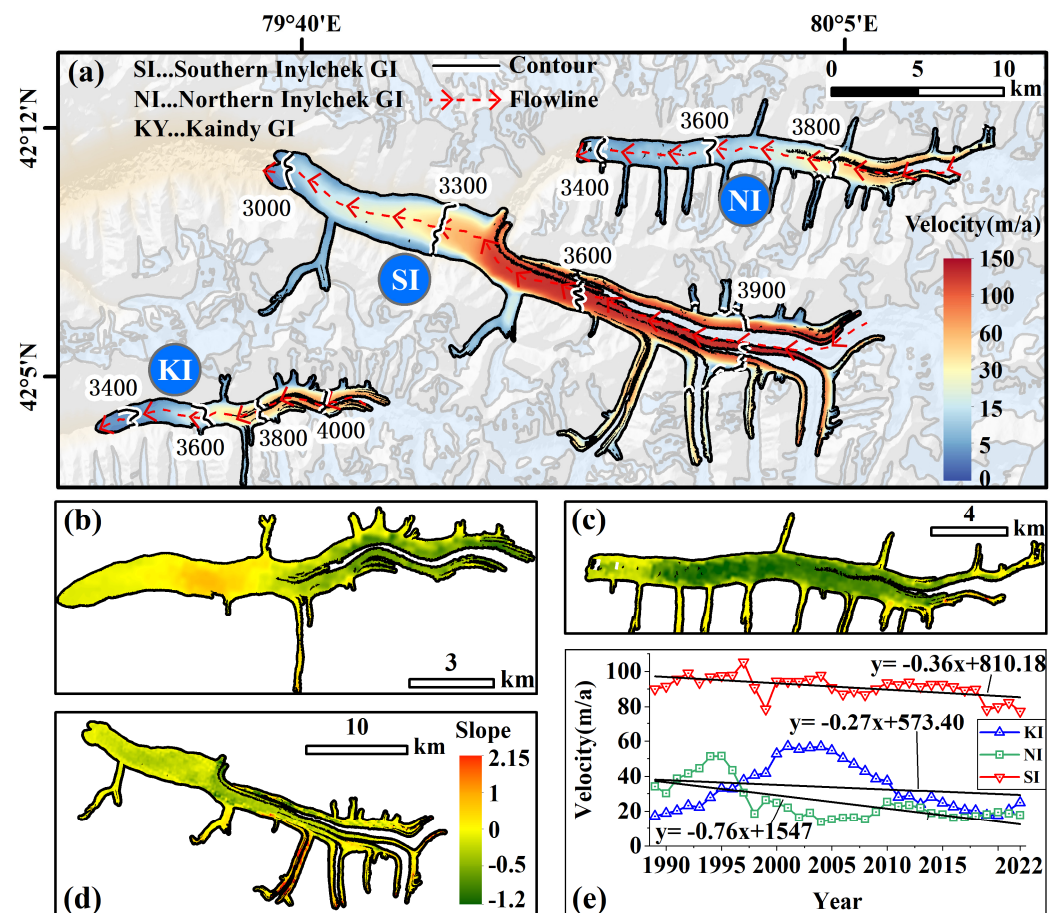 79°40'E
80°5'E
42°12'N
42°5'N
(a)
SI...Southern Inylchek GI
NI...Northern Inylchek GI
KY...Kaindy GI
Contour
Flowline
0 5 10
km
3600
3800
3400
NI
3000
3300
SI
3600
3900
Velocity(m/a)
150
100
60
30
15
5
0
KI
3400
3600
3800
4000
(b)
3
km
(c)
4
km
(d)
10
km
Slope
2.15
1
0
-0.5
-1.2
(e)
Velocity(m/a)
100
80
60
40
20
0
y= -0.36x+810.18
y= -0.27x+573.40
y= -0.76x+1547
KI
NI
SI
1990 1995 2000 2005 2010 2015 2022
Year